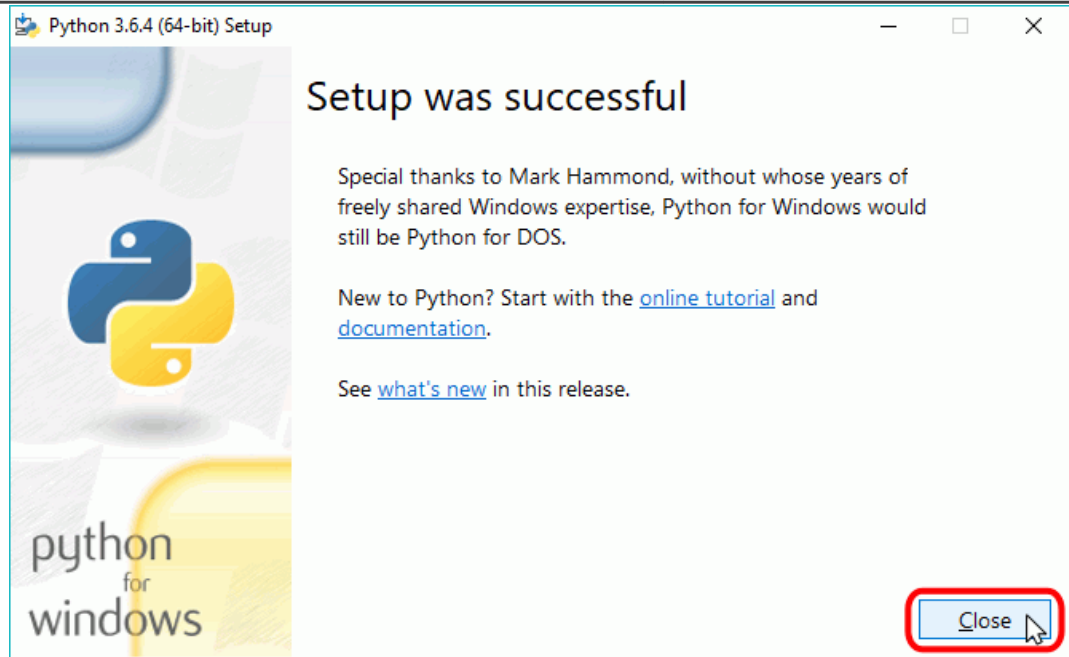 Python 3.6.4 (64-bit) Setup
Setup was successful
Special thanks to Mark Hammond, without whose years of
freely shared Windows expertise, Python for Windows would
still be Python for DOS.
New to Python? Start with the online tutorial and
documentation.
See what's new in this release.
python
for
windows
Close